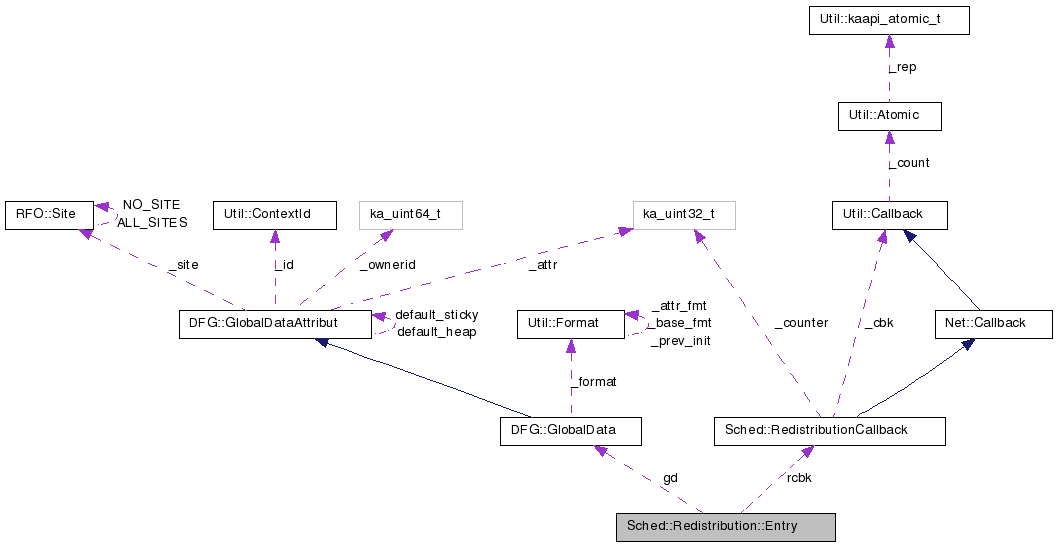 Util::kaapi_atomic_t
_rep
Util::Atomic
_count
RFO::Site
NO_SITE
ALL_SITES
Util::ContextId
ka_uint64_t
ka_uint32_t
Util::Callback
_site
_id
_ownerid
_attr
DFG::GlobalDataAttribut
default_sticky
default_heap
Util::Format
_attr_fmt
_base_fmt
_prev_init
_counter
_cbk
Net::Callback
_format
DFG::GlobalData
Sched::RedistributionCallback
gd
rcbk
Sched::Redistribution::Entry